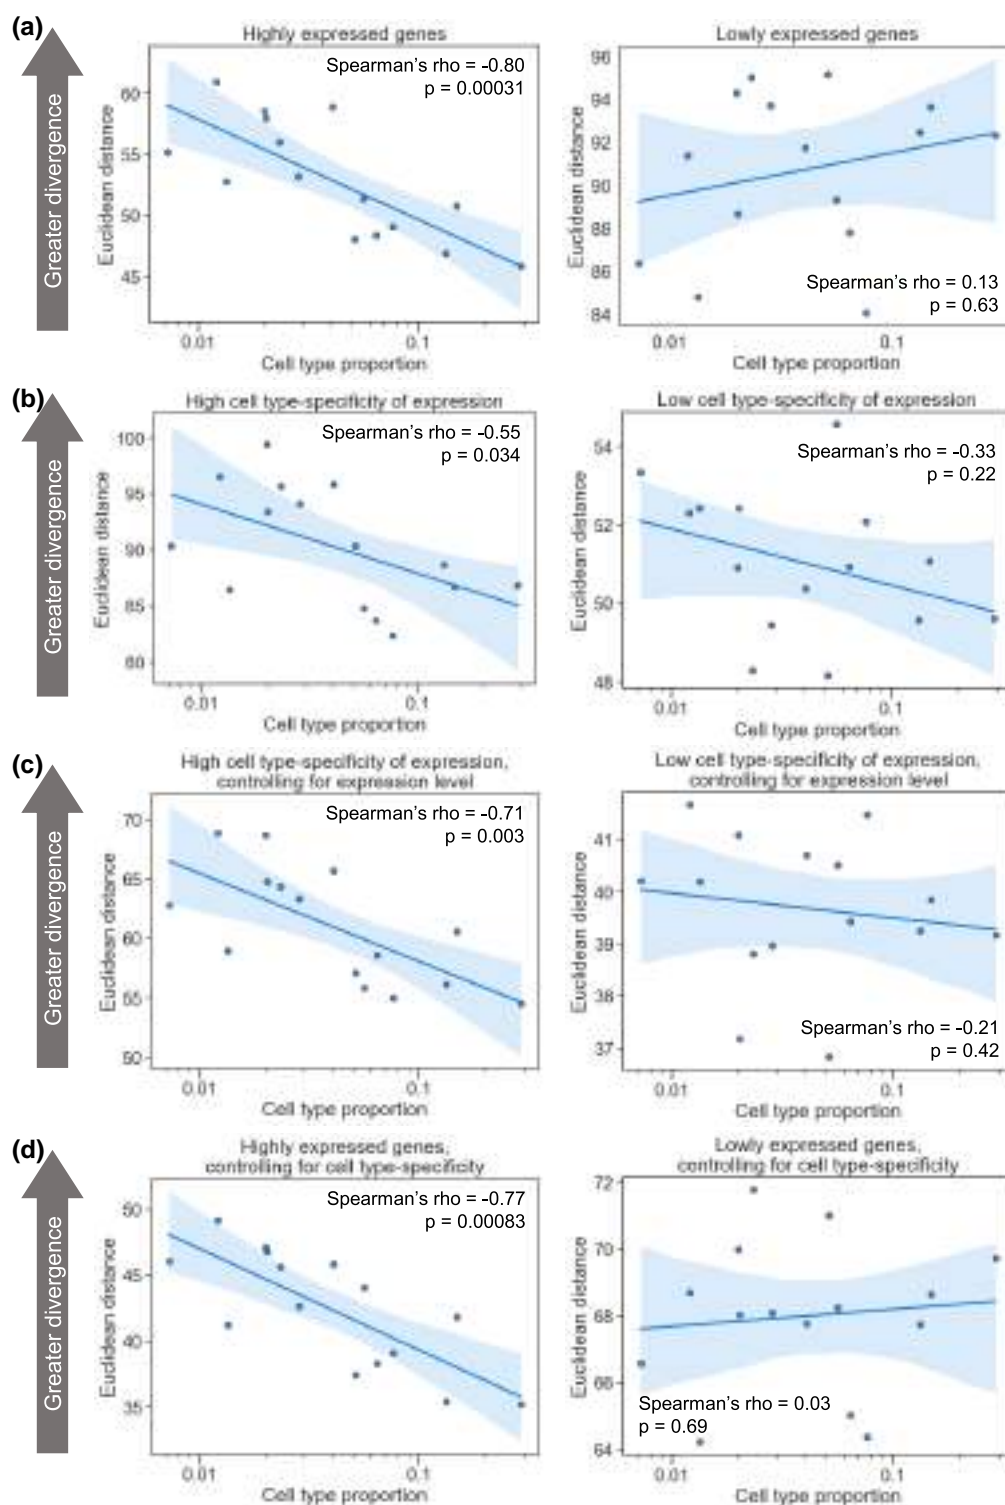 (a)
Greater divergence
Highly expressed genes
Spearman's rho = -0.80
p = 0.00031
Euclidean distance
60
55
50
45
0.01
0.1
Cell type proportion
Lowly expressed genes
Spearman's rho = 0.13
p = 0.63
Euclidean distance
96
94
92
90
88
86
84
0.01
0.1
Cell type proportion
(b)
Greater divergence
High cell type-specificity of expression
Spearman's rho = -0.55
p = 0.034
Euclidean distance
100
95
90
85
80
0.01
0.1
Cell type proportion
Low cell type-specificity of expression
Spearman's rho = -0.33
p = 0.22
Euclidean distance
54
52
50
48
0.01
0.1
Cell type proportion
(c)
Greater divergence
High cell type-specificity of expression,
controlling for expression level
Spearman's rho = -0.71
p = 0.003
Euclidean distance
70
65
60
55
50
0.01
0.1
Cell type proportion
Low cell type-specificity of expression,
controlling for expression level
Spearman's rho = -0.21
p = 0.42
Euclidean distance
41
40
39
38
37
0.01
0.1
Cell type proportion
(d)
Greater divergence
Highly expressed genes,
controlling for cell type-specificity
Spearman's rho = -0.77
p = 0.00083
Euclidean distance
50
45
40
35
0.01
0.1
Cell type proportion
Lowly expressed genes,
controlling for cell type-specificity
Spearman's rho = 0.03
p = 0.69
Euclidean distance
72
70
68
66
64
0.01
0.1
Cell type proportion